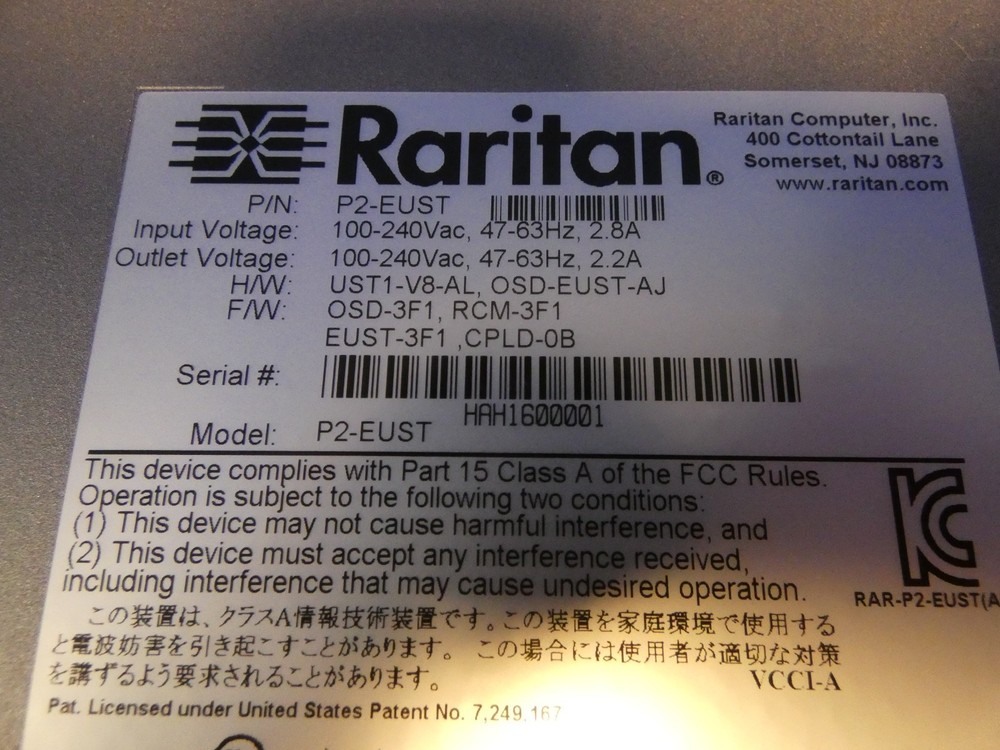 Raritan®
Raritan Computer, Inc.
400 Cottontail Lane
Somerset, NJ 08873
www.raritan.com
P/N: P2-EUST
Input Voltage: 100-240Vac, 47-63Hz, 2.8A
Outlet Voltage: 100-240Vac, 47-63Hz, 2.2A
H/W: UST1-V8-AL, OSD-EUST-AJ
F/W: OSD-3F1, RCM-3F1
EUST-3F1 ,CPLD-0B
Serial #:
HAH1600001
Model: P2-EUST
This device complies with Part 15 Class A of the FCC Rules.
Operation is subject to the following two conditions:
(1) This device may not cause harmful interference, and
(2) This device must accept any interference received,
including interference that may cause undesired operation.
RAR-P2-EUST(A
この装置は、クラスA情報技術装置です。この装置を家庭環境で使用する
と電波妨害を引き起こすことがあります。 この場合には使用者が適切な対策
を講ずるよう要求されることがあります。 VCCI-A
Pat. Licensed under United States Patent No. 7,249,167